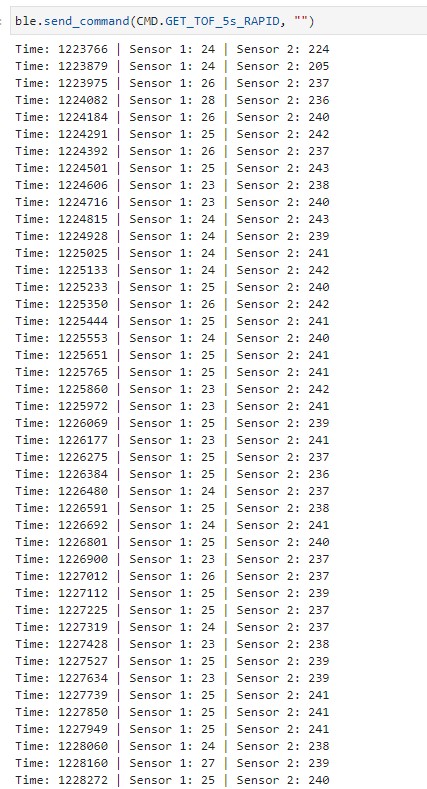 ble.send_command(CMD.GET_TOF_5s_RAPID, "")
Time: 1223766 | Sensor 1: 24 | Sensor 2: 224
Time: 1223879 | Sensor 1: 24 | Sensor 2: 205
Time: 1223975 | Sensor 1: 26 | Sensor 2: 237
Time: 1224082 | Sensor 1: 28 | Sensor 2: 236
Time: 1224184 | Sensor 1: 26 | Sensor 2: 240
Time: 1224291 | Sensor 1: 25 | Sensor 2: 242
Time: 1224392 | Sensor 1: 26 | Sensor 2: 237
Time: 1224501 | Sensor 1: 25 | Sensor 2: 243
Time: 1224606 | Sensor 1: 23 | Sensor 2: 238
Time: 1224716 | Sensor 1: 23 | Sensor 2: 240
Time: 1224815 | Sensor 1: 24 | Sensor 2: 243
Time: 1224928 | Sensor 1: 24 | Sensor 2: 239
Time: 1225025 | Sensor 1: 24 | Sensor 2: 241
Time: 1225133 | Sensor 1: 24 | Sensor 2: 242
Time: 1225233 | Sensor 1: 25 | Sensor 2: 240
Time: 1225350 | Sensor 1: 26 | Sensor 2: 242
Time: 1225444 | Sensor 1: 25 | Sensor 2: 241
Time: 1225553 | Sensor 1: 24 | Sensor 2: 240
Time: 1225651 | Sensor 1: 25 | Sensor 2: 241
Time: 1225765 | Sensor 1: 25 | Sensor 2: 241
Time: 1225860 | Sensor 1: 23 | Sensor 2: 242
Time: 1225972 | Sensor 1: 23 | Sensor 2: 241
Time: 1226069 | Sensor 1: 25 | Sensor 2: 239
Time: 1226177 | Sensor 1: 23 | Sensor 2: 241
Time: 1226275 | Sensor 1: 25 | Sensor 2: 237
Time: 1226384 | Sensor 1: 25 | Sensor 2: 236
Time: 1226480 | Sensor 1: 24 | Sensor 2: 237
Time: 1226591 | Sensor 1: 25 | Sensor 2: 238
Time: 1226692 | Sensor 1: 24 | Sensor 2: 241
Time: 1226801 | Sensor 1: 25 | Sensor 2: 240
Time: 1226900 | Sensor 1: 23 | Sensor 2: 237
Time: 1227012 | Sensor 1: 26 | Sensor 2: 237
Time: 1227112 | Sensor 1: 25 | Sensor 2: 239
Time: 1227225 | Sensor 1: 25 | Sensor 2: 237
Time: 1227319 | Sensor 1: 24 | Sensor 2: 237
Time: 1227428 | Sensor 1: 23 | Sensor 2: 238
Time: 1227527 | Sensor 1: 25 | Sensor 2: 239
Time: 1227634 | Sensor 1: 23 | Sensor 2: 239
Time: 1227739 | Sensor 1: 25 | Sensor 2: 241
Time: 1227850 | Sensor 1: 25 | Sensor 2: 241
Time: 1227949 | Sensor 1: 25 | Sensor 2: 241
Time: 1228060 | Sensor 1: 24 | Sensor 2: 238
Time: 1228160 | Sensor 1: 27 | Sensor 2: 239
Time: 1228272 | Sensor 1: 25 | Sensor 2: 240